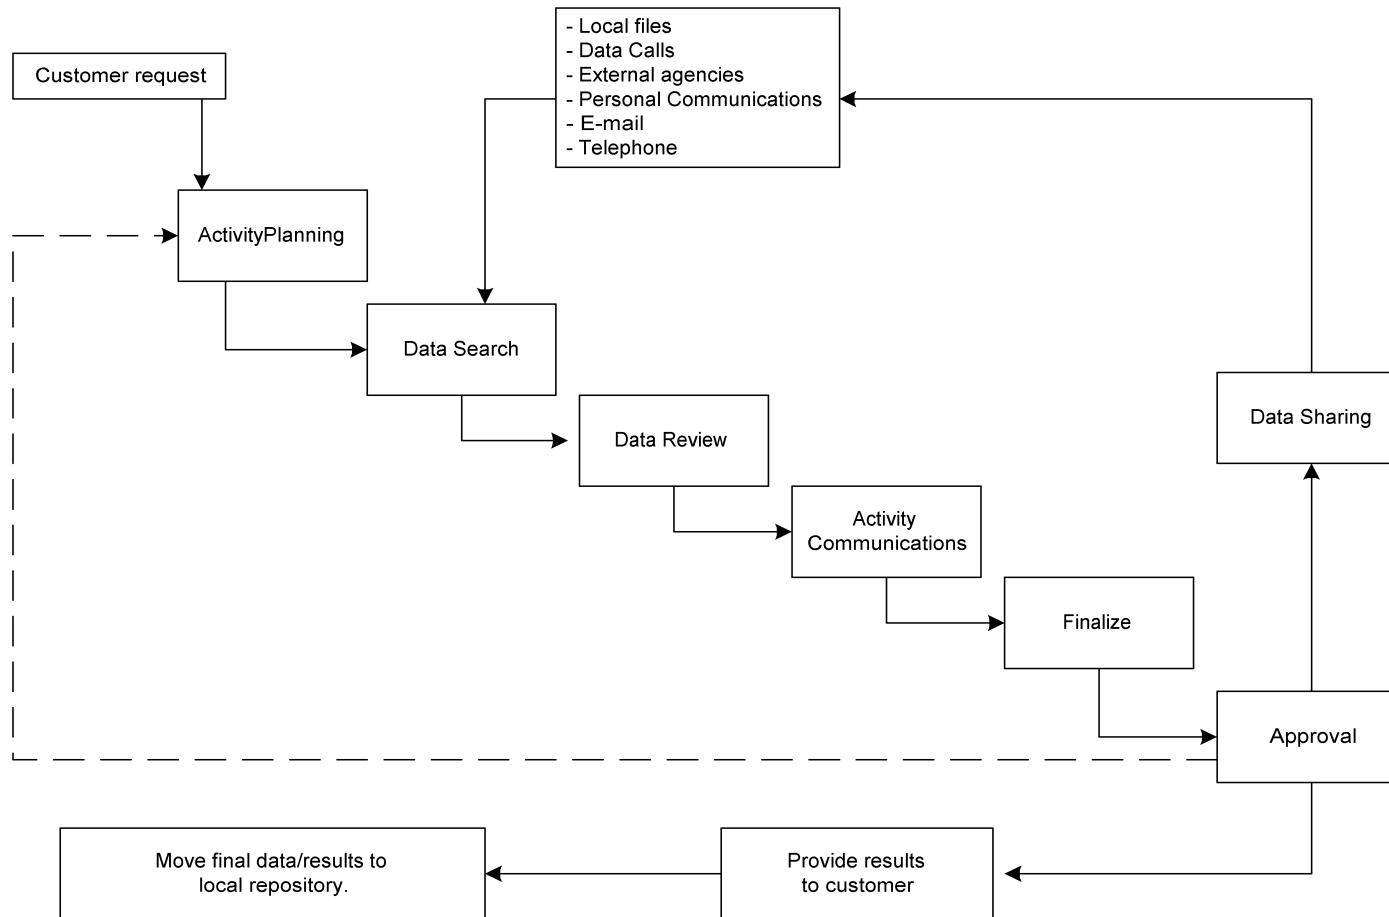 - Local files
- Data Calls
- External agencies
- Personal Communications
- E-mail
- Telephone
Customer request
ActivityPlanning
Data Search
Data Review
Data Sharing
Activity
Communications
Finalize
Approval
Move final data/results to
local repository.
Provide results
to customer